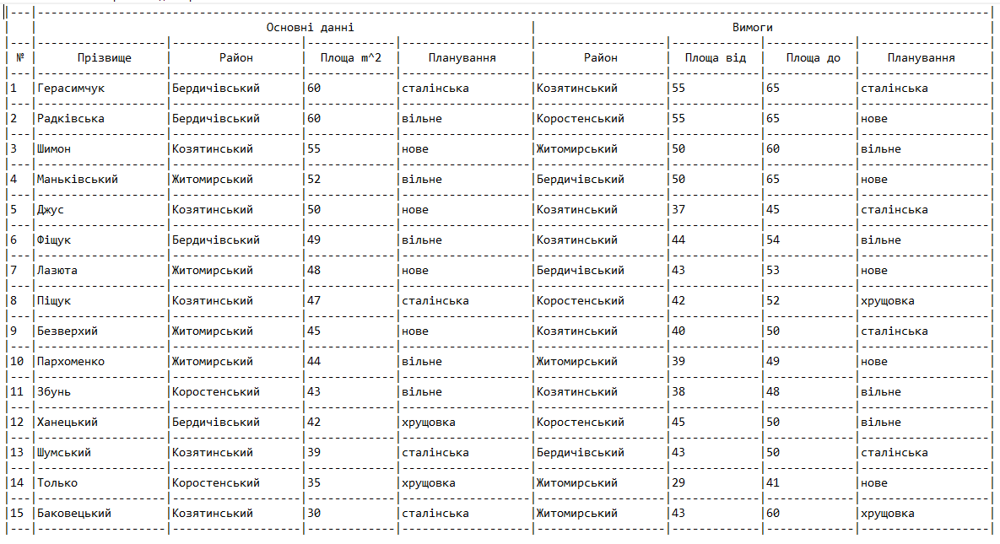 Основні данні Вимоги
№ Прізвище Район Площа m^2 Планування Район Площа від Площа до Планування
1 Герасимчук Бердичівський 60 сталінська Козятинський 55 65 сталінська
2 Радківська Бердичівський 60 вільне Коростенський 55 65 нове
3 Шимон Козятинський 55 нове Житомирський 50 60 вільне
4 Маньківський Житомирський 52 вільне Бердичівський 50 65 нове
5 Джус Козятинський 50 нове Козятинський 37 45 сталінська
6 Фіщук Бердичівський 49 вільне Козятинський 44 54 вільне
7 Лазюта Житомирський 48 нове Бердичівський 43 53 нове
8 Піщук Козятинський 47 сталінська Коростенський 42 52 хрущовка
9 Безверхий Житомирський 45 нове Козятинський 40 50 сталінська
10 Пархоменко Житомирський 44 вільне Житомирський 39 49 нове
11 Збунь Коростенський 43 вільне Козятинський 38 48 вільне
12 Ханецький Бердичівський 42 хрущовка Коростенський 45 50 вільне
13 Шумський Козятинський 39 сталінська Бердичівський 43 50 сталінська
14 Только Коростенський 35 хрущовка Житомирський 29 41 нове
15 Баковецький Козятинський 30 сталінська Житомирський 43 60 хрущовка